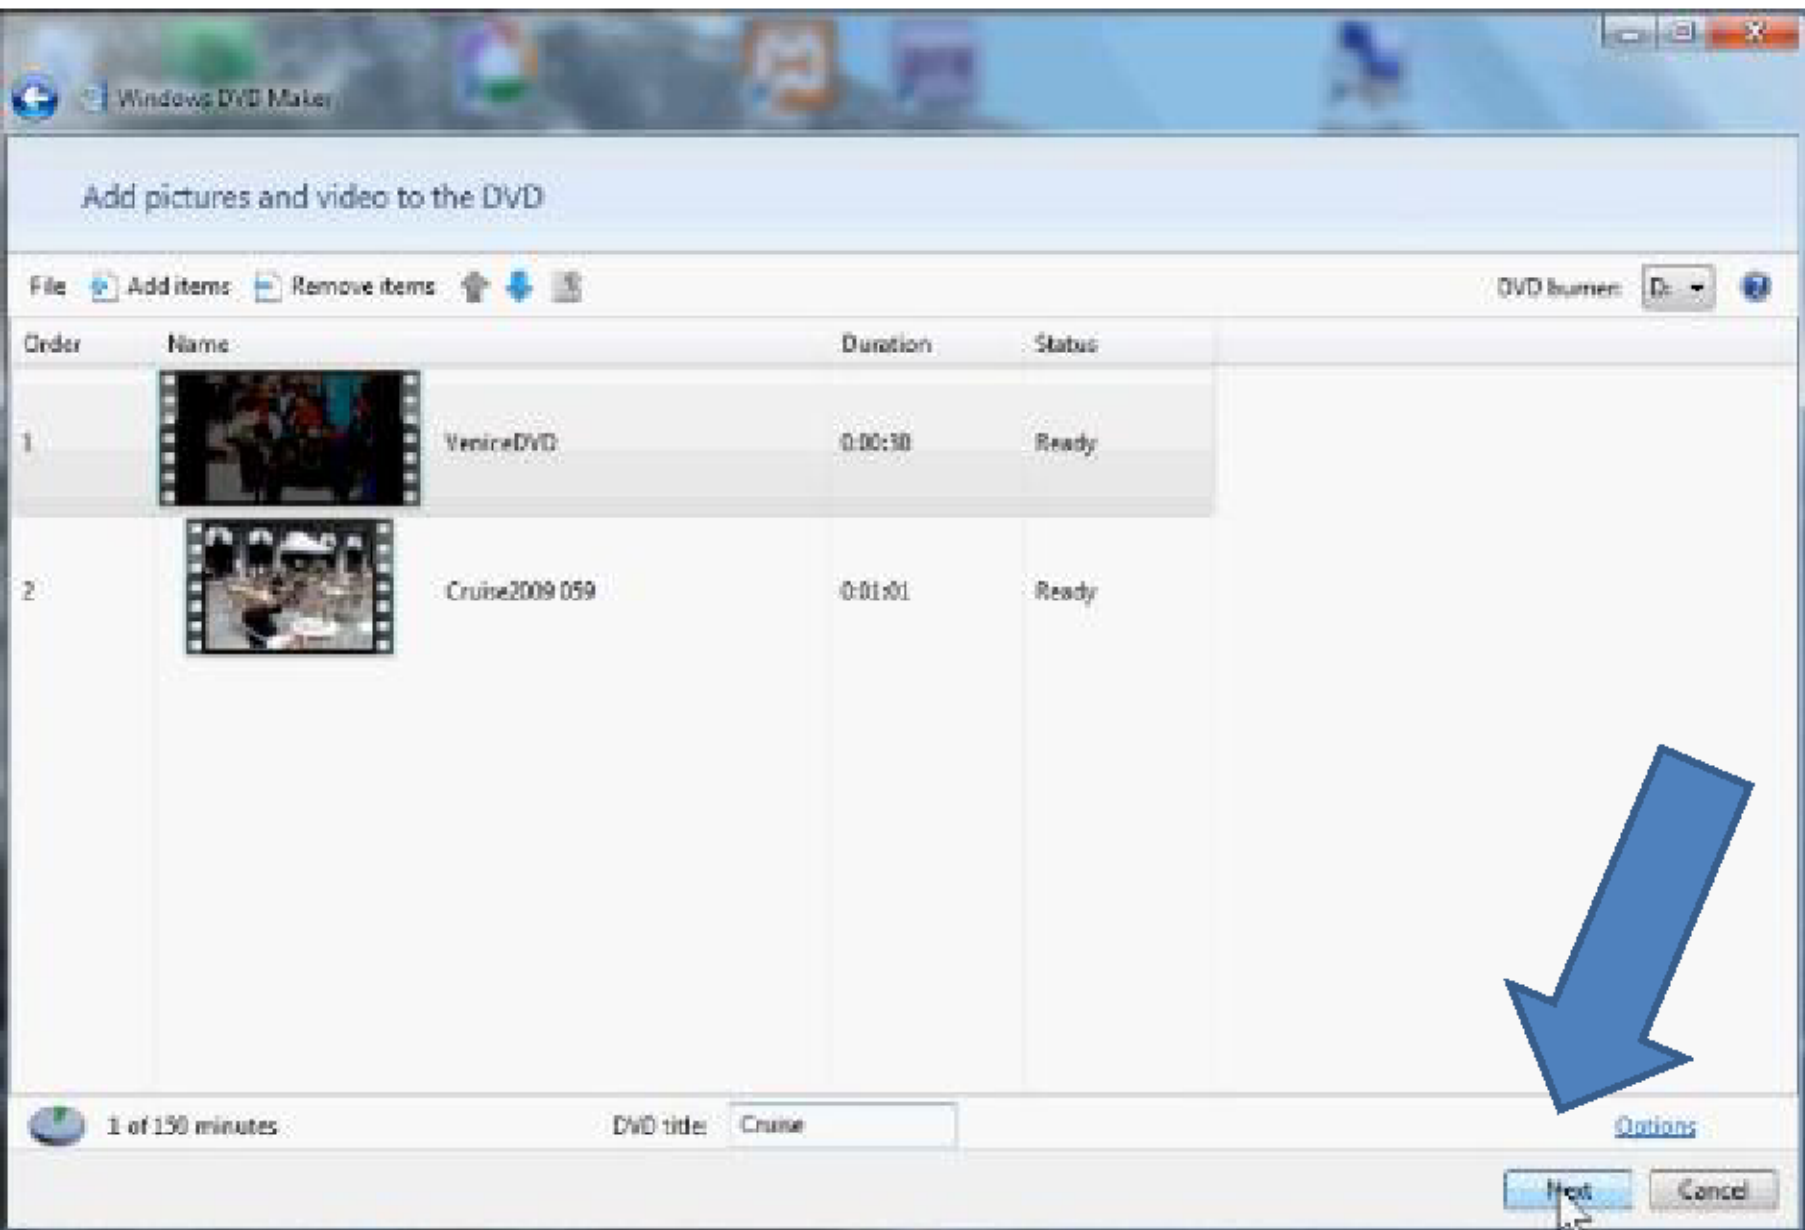 Windows DVD Maker
Add pictures and video to the DVD
File Add items Remove items DVD burner: D:
Order Name Duration Status
1 VeniceDVD 0:00:30 Ready
2 Cruise2009 059 0:01:01 Ready
1 of 150 minutes DVD title: Cruise Options
Next Cancel